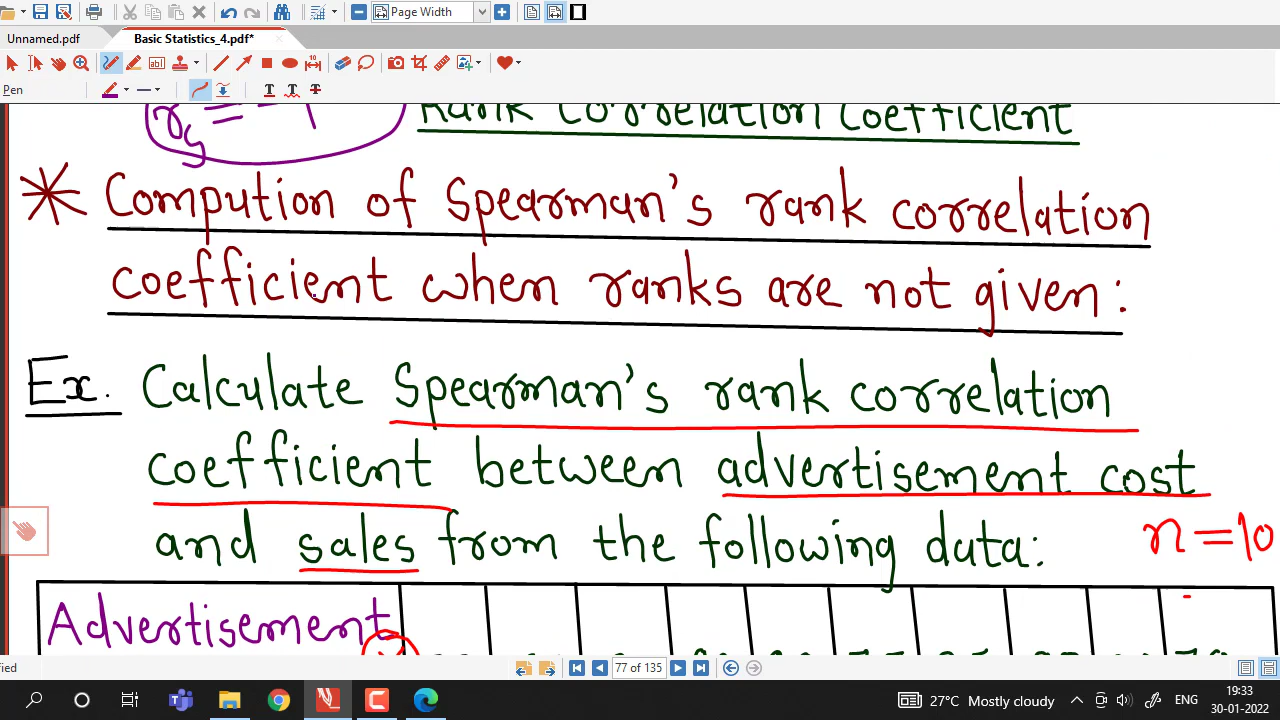 Page Width
Unnamed.pdf
Basic Statistics_4.pdf*
Pen
Rank Correlation Coefficient
* Compution of Spearman's rank correlation
coefficient when ranks are not given:
Ex. Calculate Spearman's rank correlation
coefficient between advertisement cost
and sales from the following data:
n=10
Advertisement
fied
77 of 135
27°C Mostly cloudy
ENG
19:33
30-01-2022